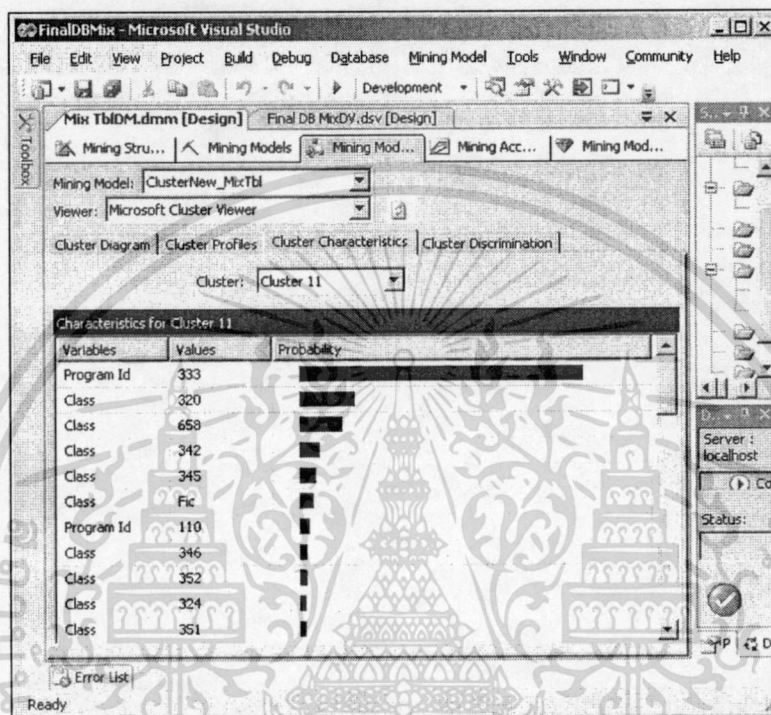 FinalDBMix - Microsoft Visual Studio
File Edit View Project Build Debug Database Mining Model Tools Window Community Help
Development
Mix TblDM.dmm [Design] Final DB MixDV.dsv [Design]
Toolbox
Mining Stru... Mining Models Mining Mod... Mining Acc... Mining Mod...
Mining Model: ClusterNew_MixTbl
Viewer: Microsoft Cluster Viewer
Cluster Diagram Cluster Profiles Cluster Characteristics Cluster Discrimination
Cluster: Cluster 11
Characteristics for Cluster 11
Variables Values Probability
Program Id 333
Class 320
Class 658
Class 342
Class 345
Class Fic
Program Id 110
Class 346
Class 352
Class 324
Class 351
S...
D...
Server :
localhost
Co
Status:
P D
Error List
Ready